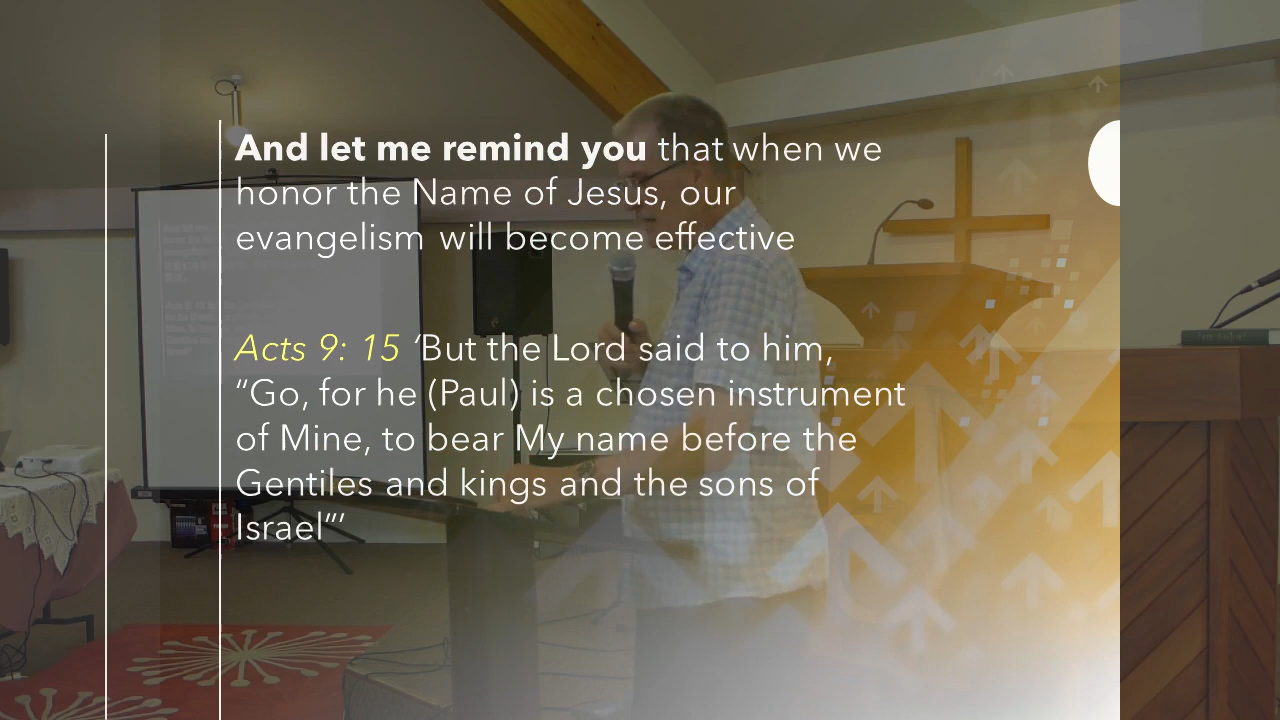 And let me remind you that when we
honor the Name of Jesus, our
evangelism will become effective
Acts 9: 15 ‘But the Lord said to him,
“Go, for he (Paul) is a chosen instrument
of Mine, to bear My name before the
Gentiles and kings and the sons of
Israel”’